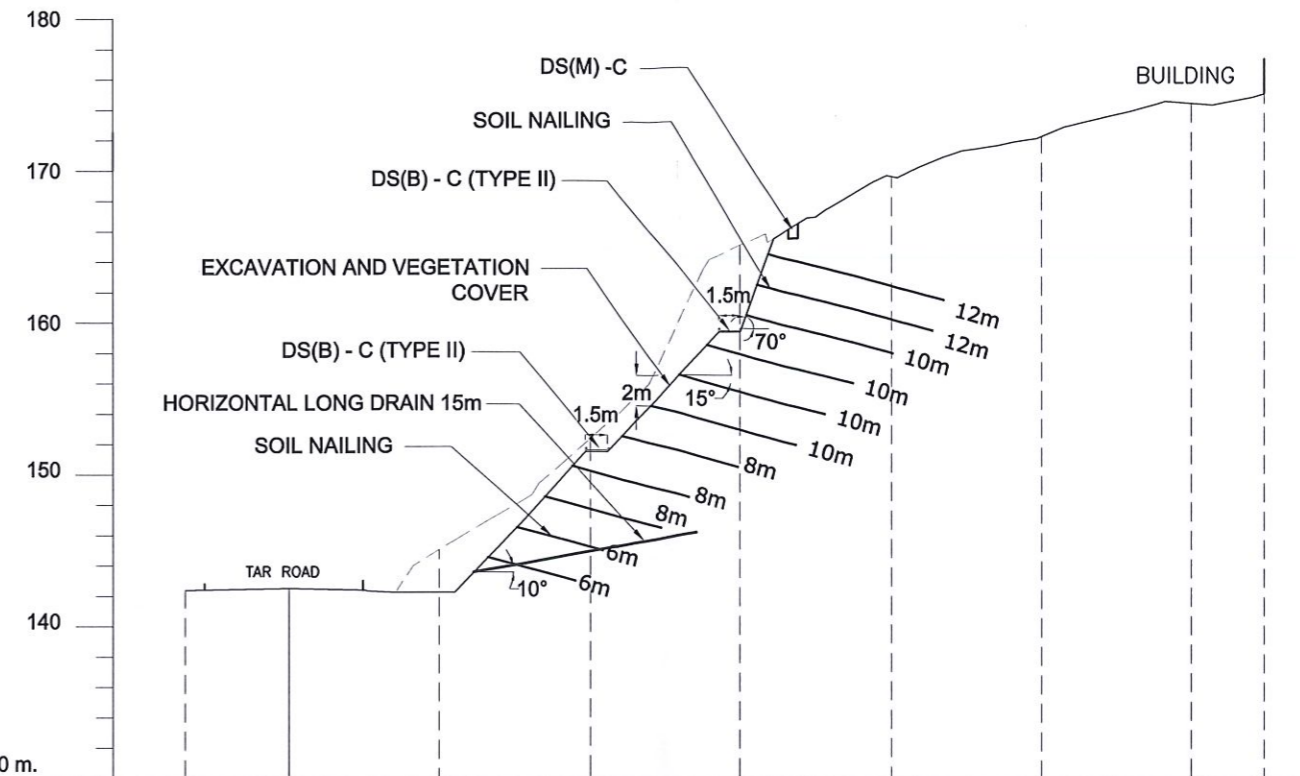 180
DS(M) -C
BUILDING
SOIL NAILING
170
DS(B) - C (TYPE II)
EXCAVATION AND VEGETATION
COVER
1.5m
12m
160
12m
70°
DS(B) - C (TYPE II)
10m
10m
2m
15°
HORIZONTAL LONG DRAIN 15m
1.5m
10m
SOIL NAILING
10m
8m
150
8m
8m
6m
TAR ROAD
10°
6m
140
0 m.